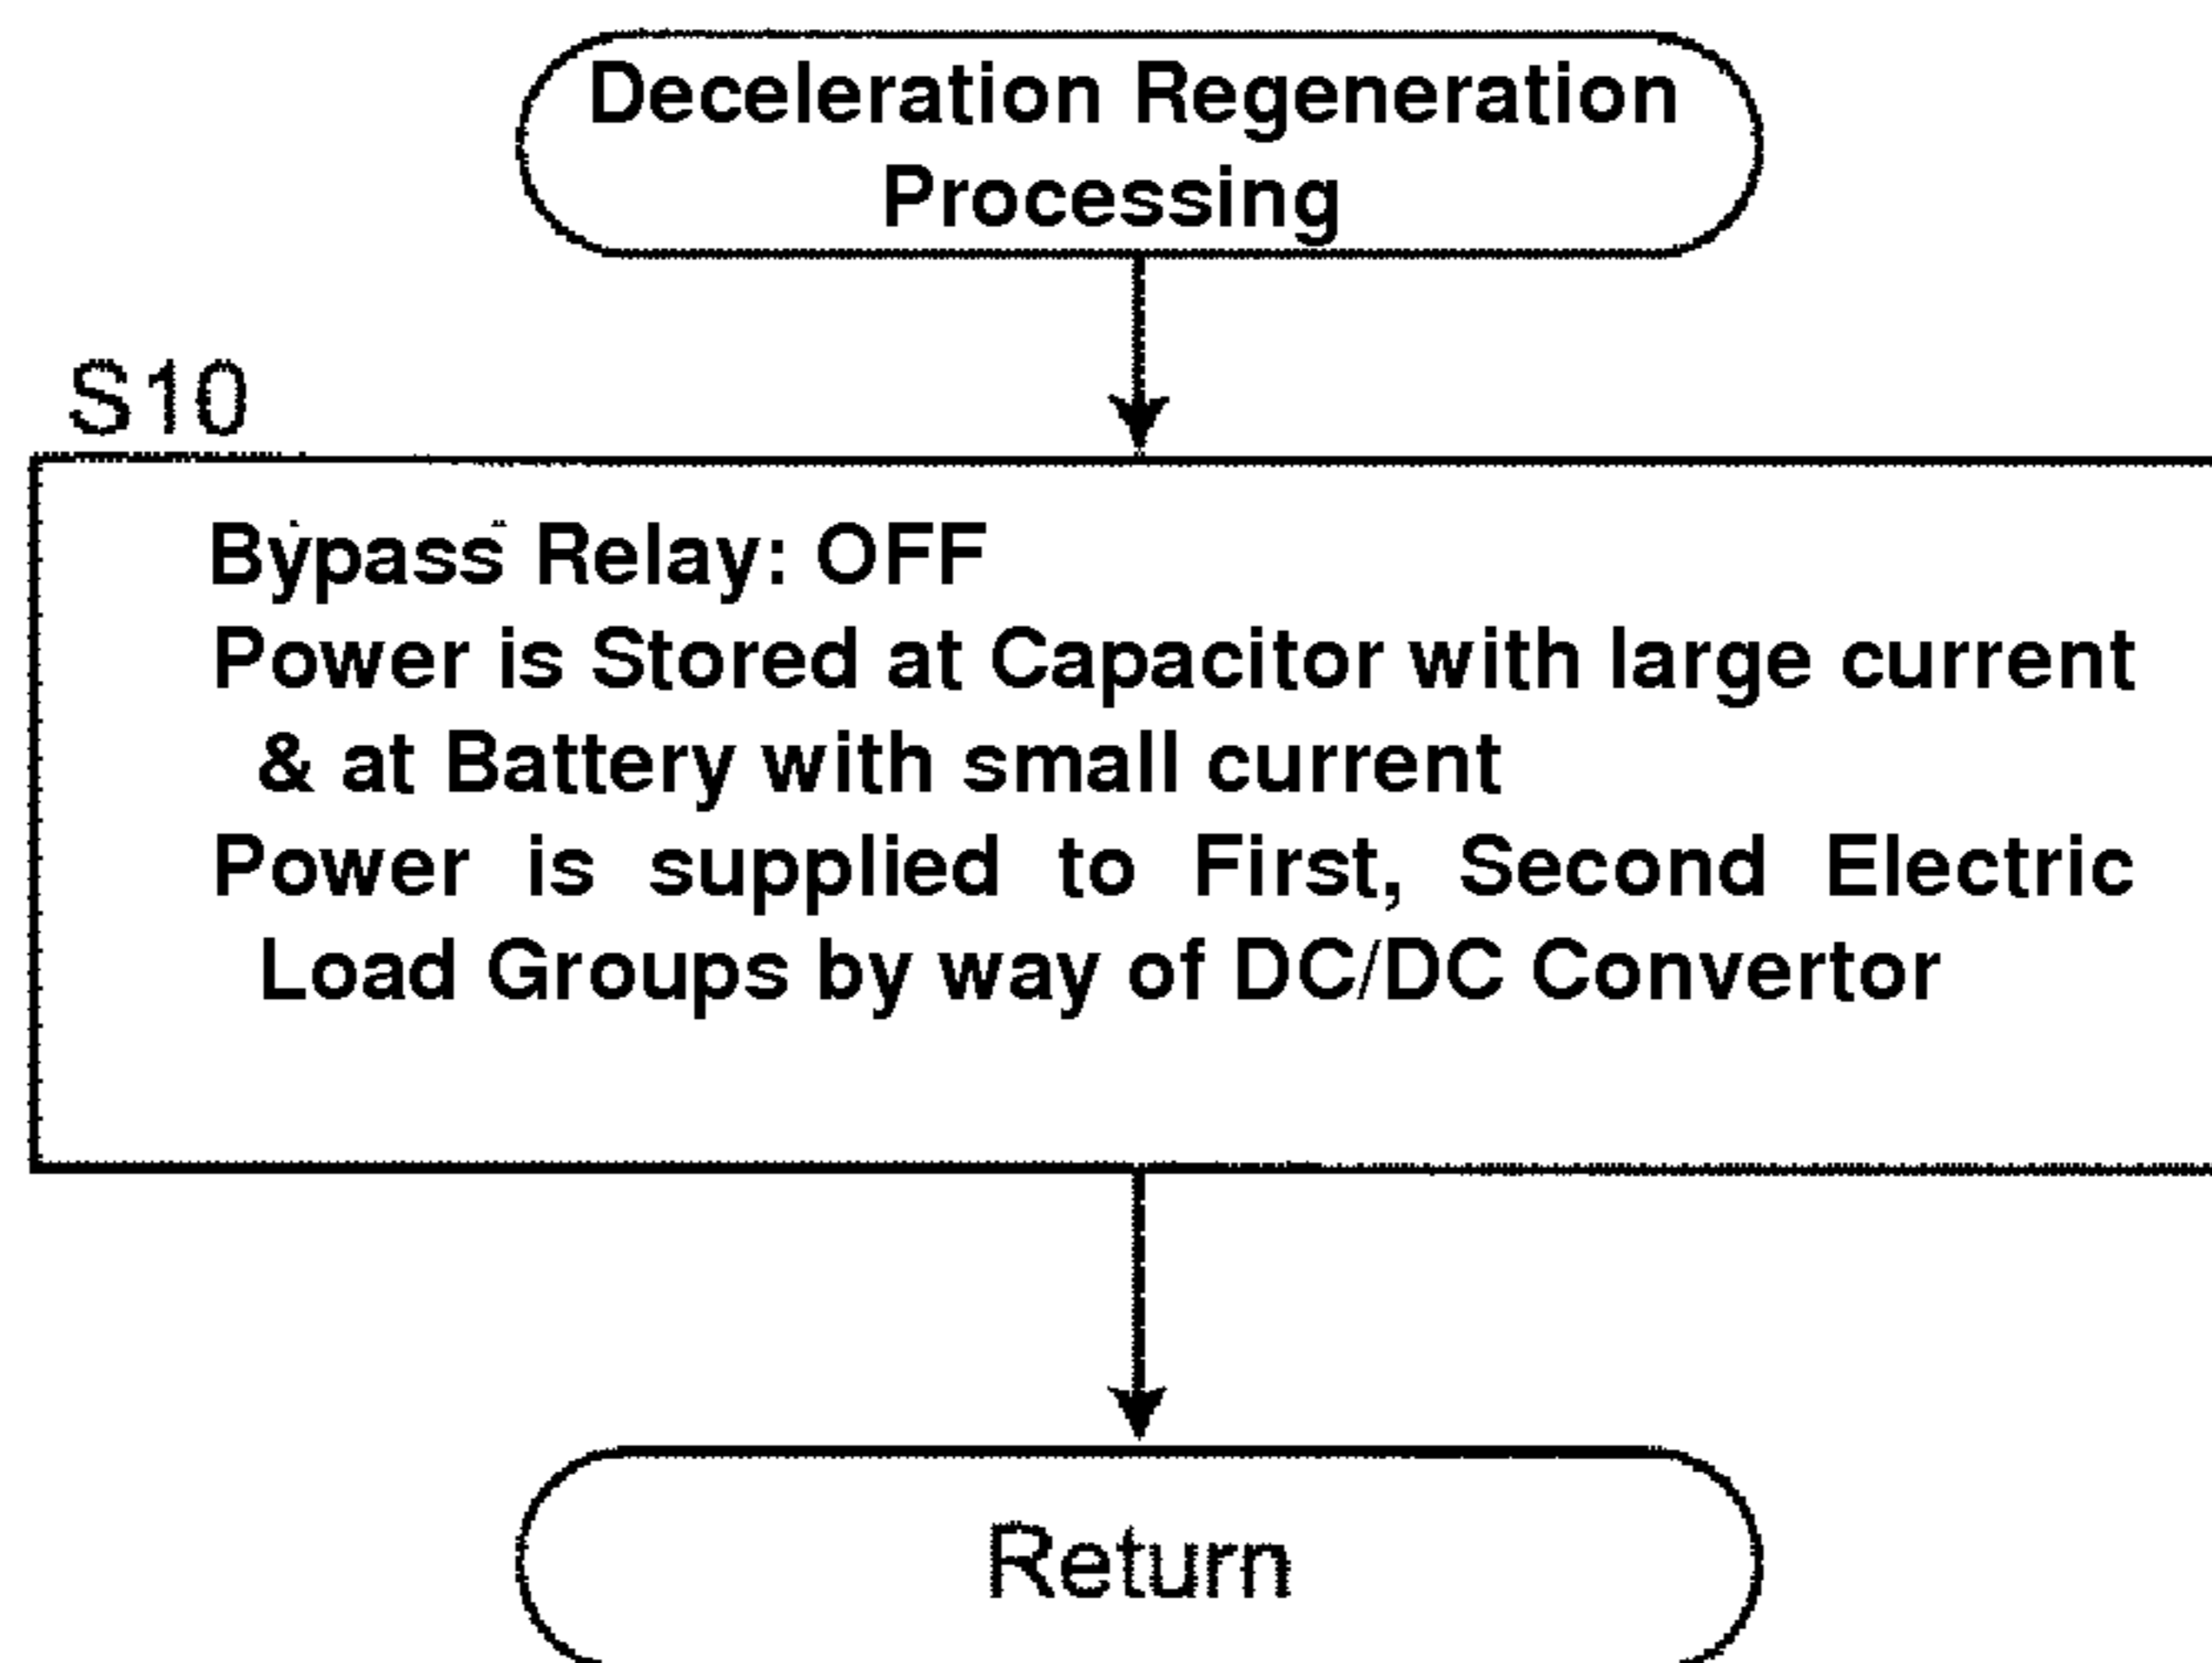 Deceleration Regeneration
Processing
S10
Bypass Relay: OFF
Power is Stored at Capacitor with large current
& at Battery with small current
Power is supplied to First, Second Electric
Load Groups by way of DC/DC Convertor
Return